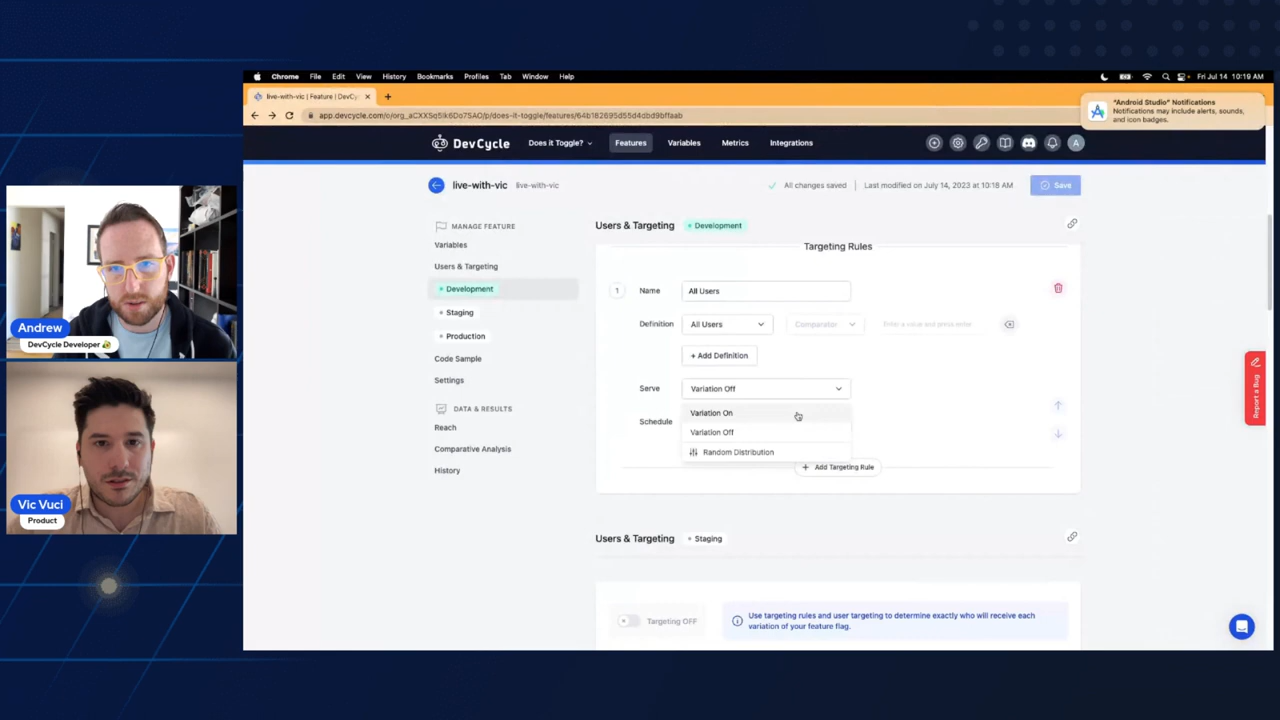 Chrome File Edit View History Bookmarks Profiles Tab Window Help
Fri Jul 14 10:19 AM
live-with-vic | Feature | DevCyc
"Android Studio" Notifications
Notifications may include alerts, sounds,
and icon badges.
DevCycle
Does it Toggle?
Features
Variables
Metrics
Integrations
A
live-with-vic
live-with-vic
All changes saved
Last modified on July 14, 2023 at 10:18 AM
Save
MANAGE FEATURE
Variables
Users & Targeting
Development
Staging
Production
Code Sample
Settings
DATA & RESULTS
Reach
Comparative Analysis
History
Users & Targeting
Development
Targeting Rules
1
Name
All Users
Definition
All Users
Comparator
Enter a value and press enter
+ Add Definition
Serve
Variation Off
Schedule
Variation On
Variation Off
Random Distribution
+ Add Targeting Rule
Users & Targeting
Staging
Targeting OFF
Use targeting rules and user targeting to determine exactly who will receive each
variation of your feature flag.
Report a Bug
Andrew
DevCycle Developer
Vic Vuci
Product